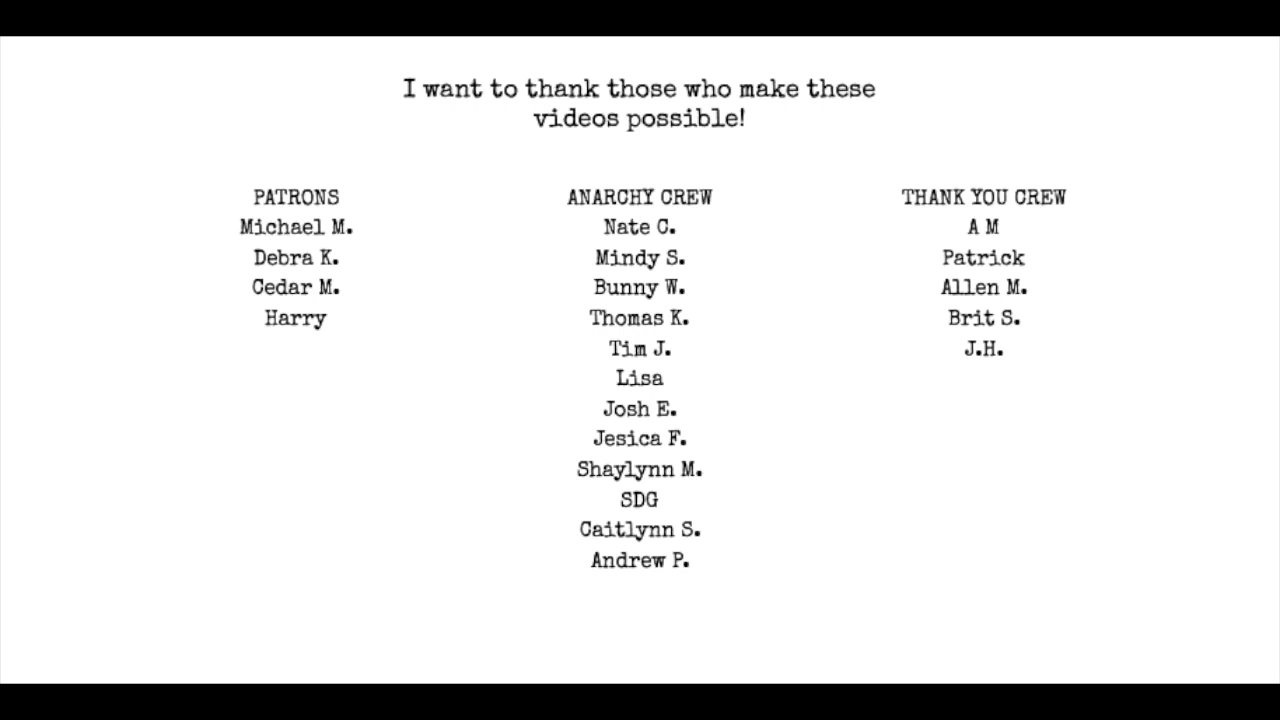 I want to thank those who make these
videos possible!
PATRONS
Michael M.
Debra K.
Cedar M.
Harry
ANARCHY CREW
Nate C.
Mindy S.
Bunny W.
Thomas K.
Tim J.
Lisa
Josh E.
Jesica F.
Shaylynn M.
SDG
Caitlynn S.
Andrew P.
THANK YOU CREW
A M
Patrick
Allen M.
Brit S.
J.H.